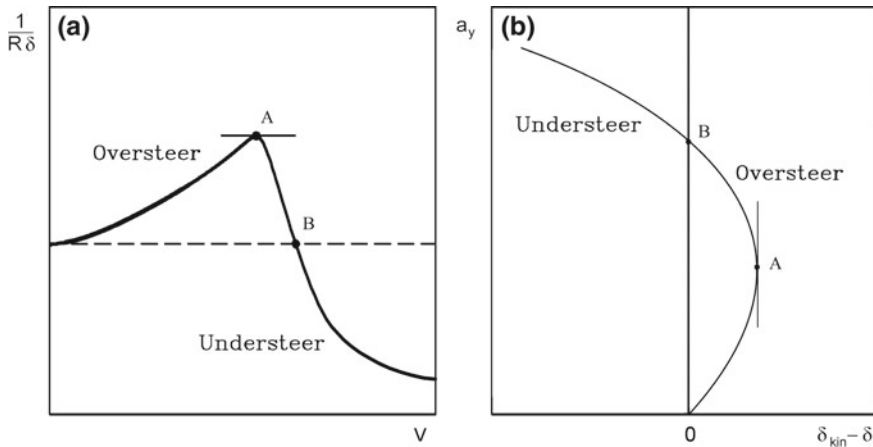 1
Rδ
(a)
A
Oversteer
B
Understeer
V
a_y
(b)
Understeer
B
Oversteer
A
0
δ_kin – δ